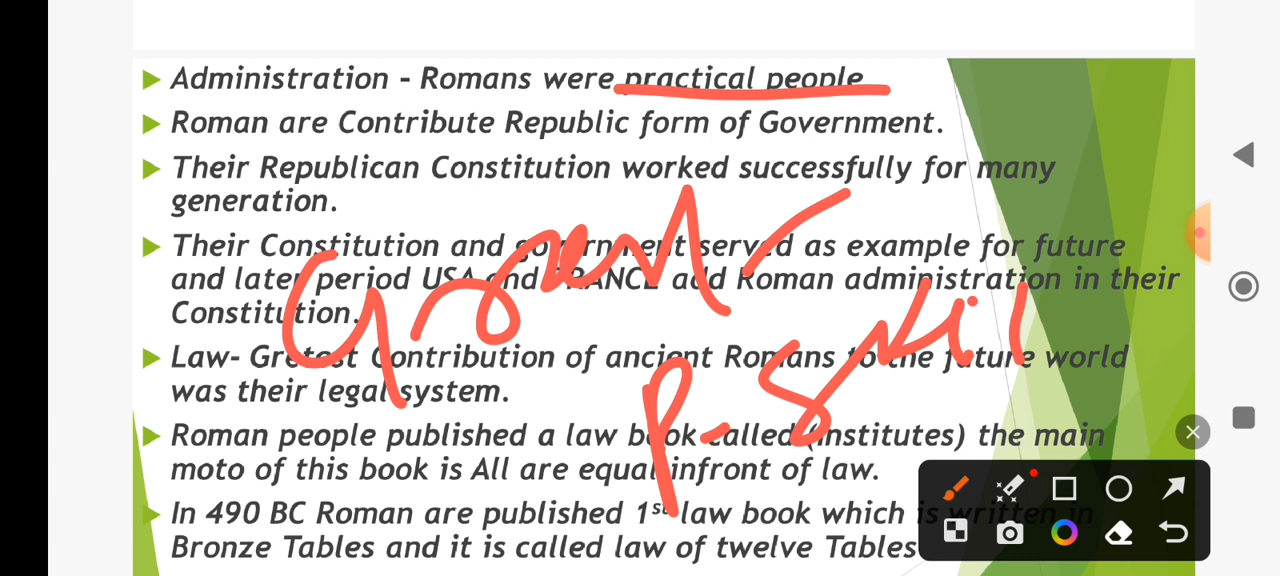 Administration - Romans were practical people
Roman are Contribute Republic form of Government.
Their Republican Constitution worked successfully for many
generation.
Their Constitution and government served as example for future
and later period USA and FRANCE add Roman administration in their
Constitution.
Law- Gretest Contribution of ancient Romans to the future world
was their legal system.
Roman people published a law book called (institutes) the main
moto of this book is All are equal infront of law.
In 490 BC Roman are published 1st law book which is written in
Bronze Tables and it is called law of twelve Tables